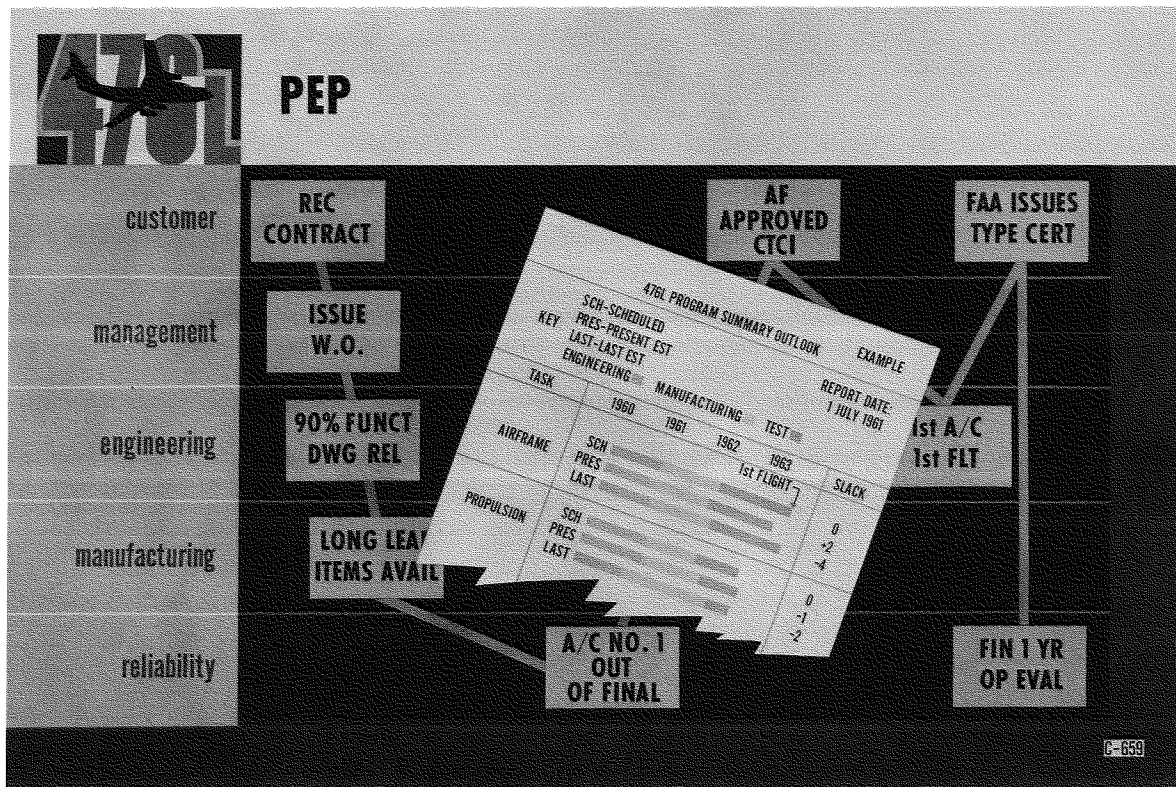 476L
PEP
customer
management
engineering
manufacturing
reliability
REC
CONTRACT
ISSUE
W.O.
90% FUNCT
DWG REL
LONG LEA
ITEMS AVAIL
A/C NO. 1
OUT
OF FINAL
AF
APPROVED
CTCI
1st A/C
1st FLT
FAA ISSUES
TYPE CERT
FIN 1 YR
OP EVAL
476L PROGRAM SUMMARY OUTLOOK EXAMPLE
KEY SCH-SCHEDULED
PRES-PRESENT EST
LAST-LAST EST
REPORT DATE:
1 JULY 1961
ENGINEERING MANUFACTURING TEST
TASK 1960 1961 1962 1963 SLACK
1st FLIGHT
AIRFRAME
SCH 0
PRES +2
LAST -4
PROPULSION
SCH 0
PRES -1
LAST -2
C-659